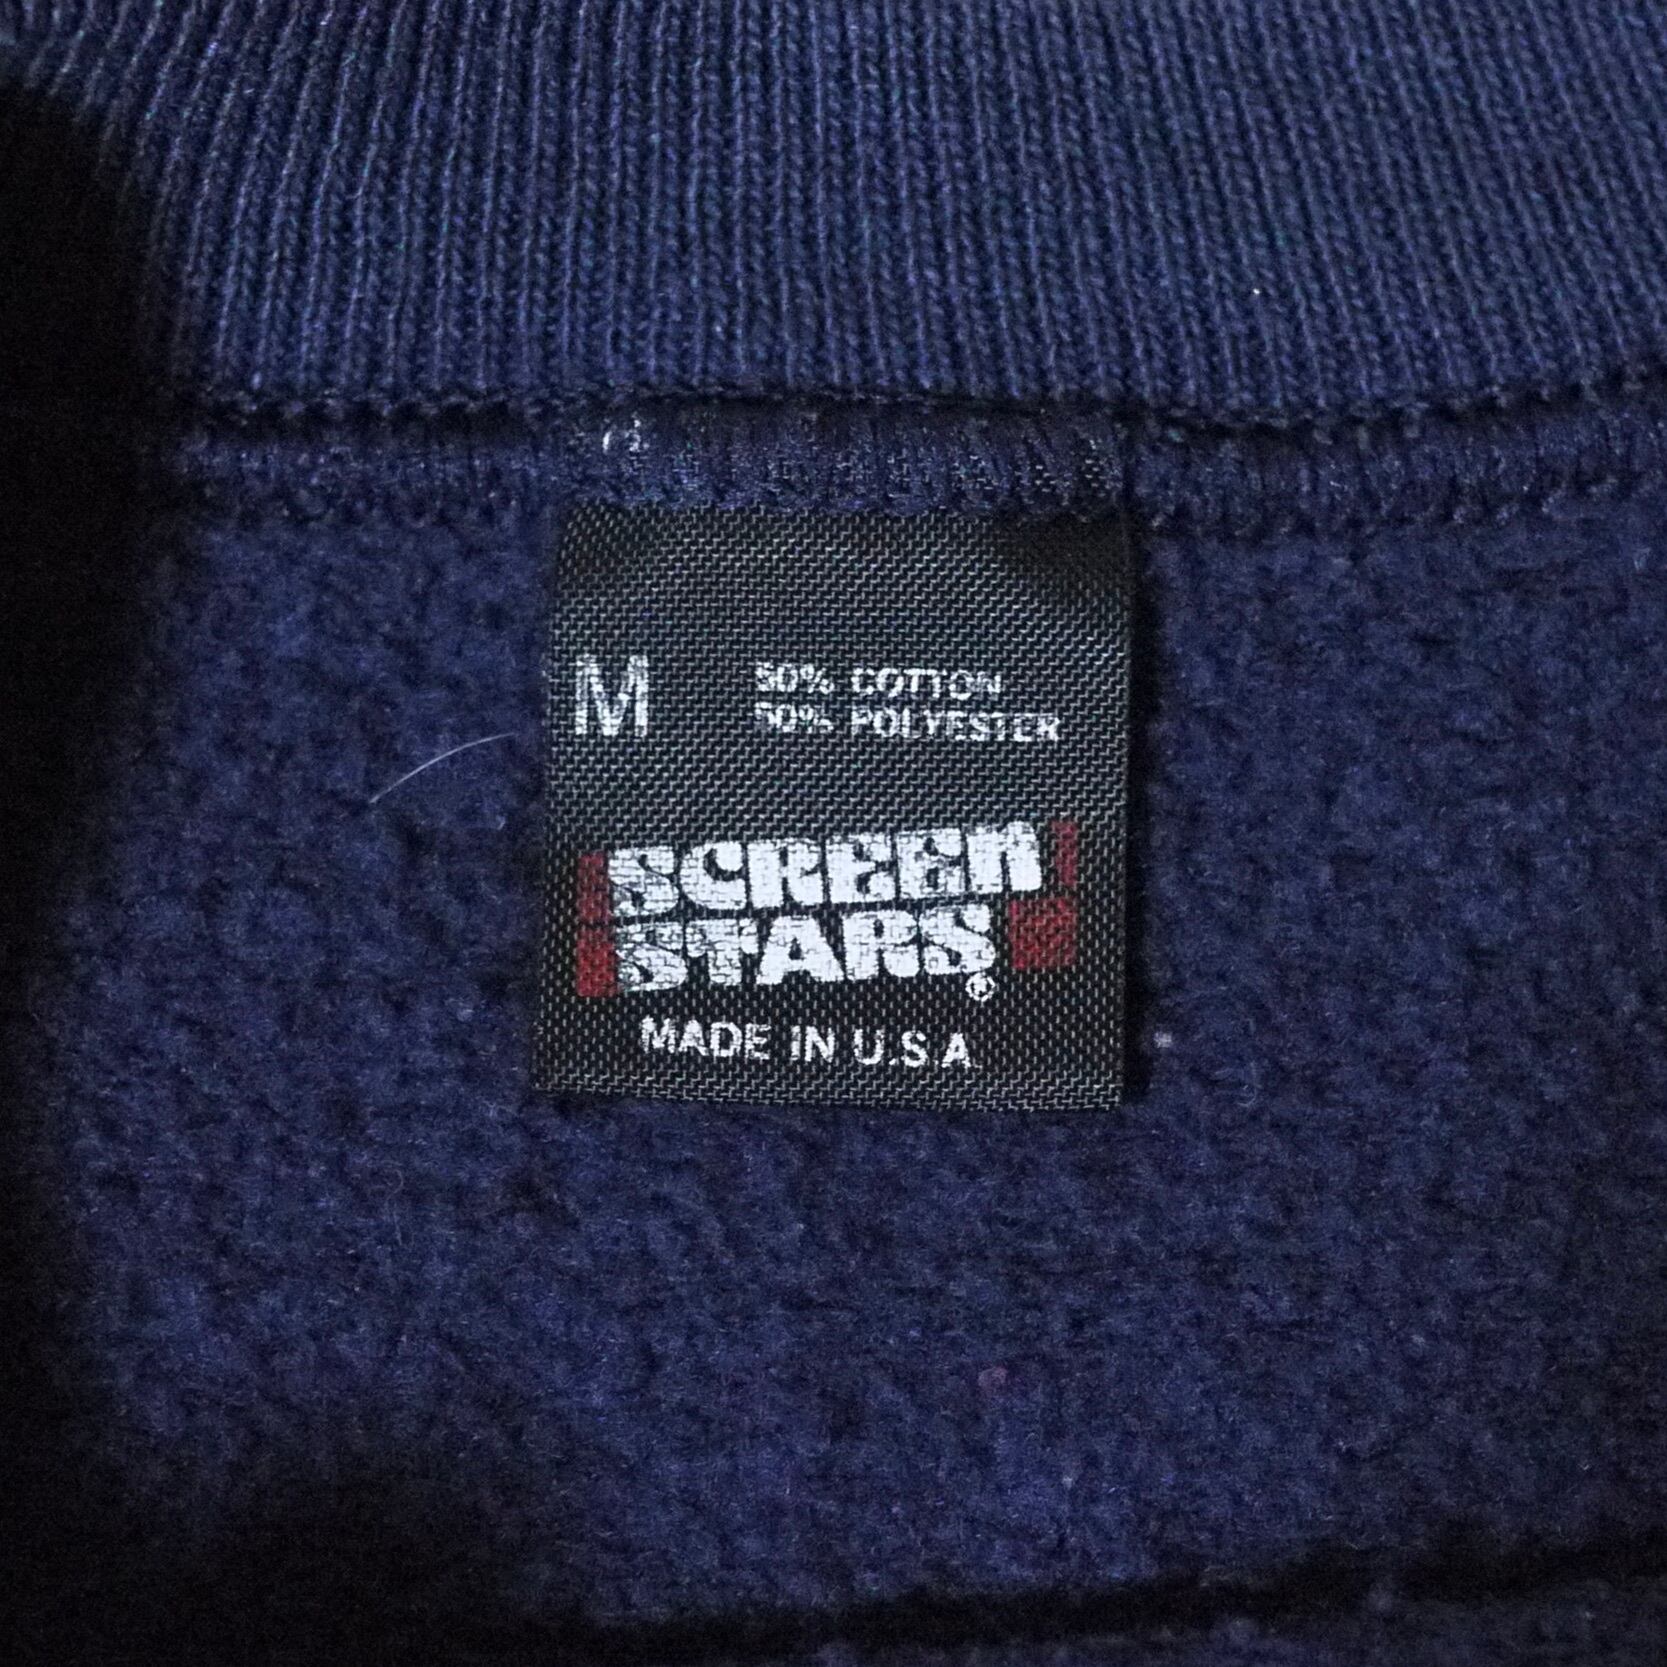 M
50% COTTON
50% POLYESTER
SCREEN
STARS®
MADE IN U.S.A